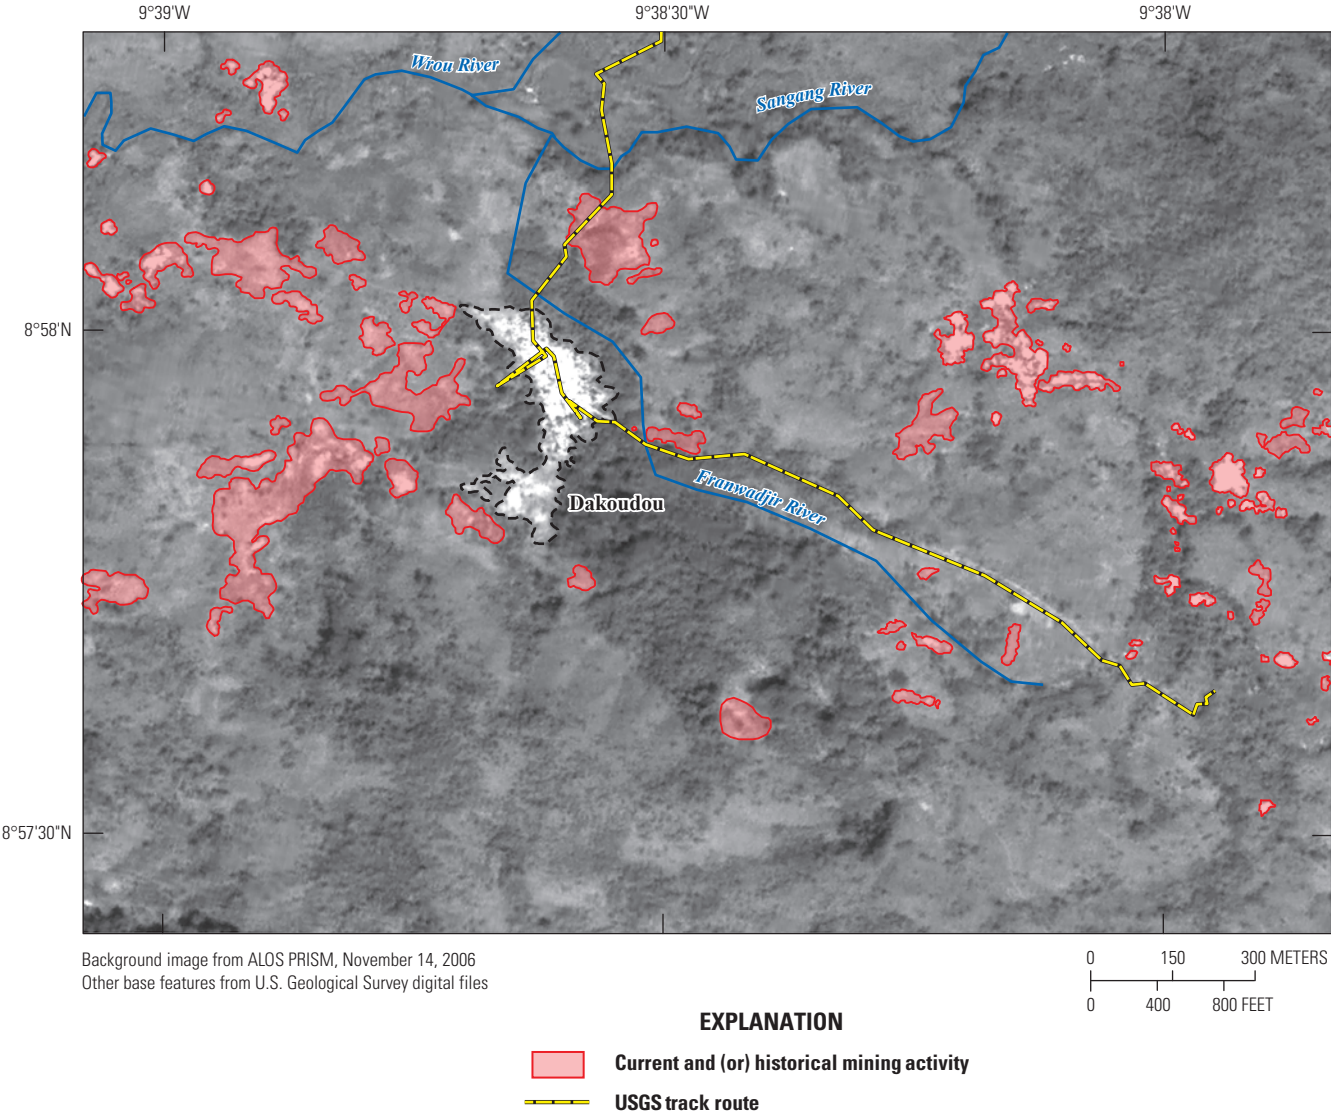 9°39'W
9°38'30"W
9°38'W
Wrou River
Sangang River
8°58'N
Dakoudou
Franwadjir River
8°57'30"N
Background image from ALOS PRISM, November 14, 2006
Other base features from U.S. Geological Survey digital files
0 150 300 METERS
0 400 800 FEET
EXPLANATION
Current and (or) historical mining activity
USGS track route